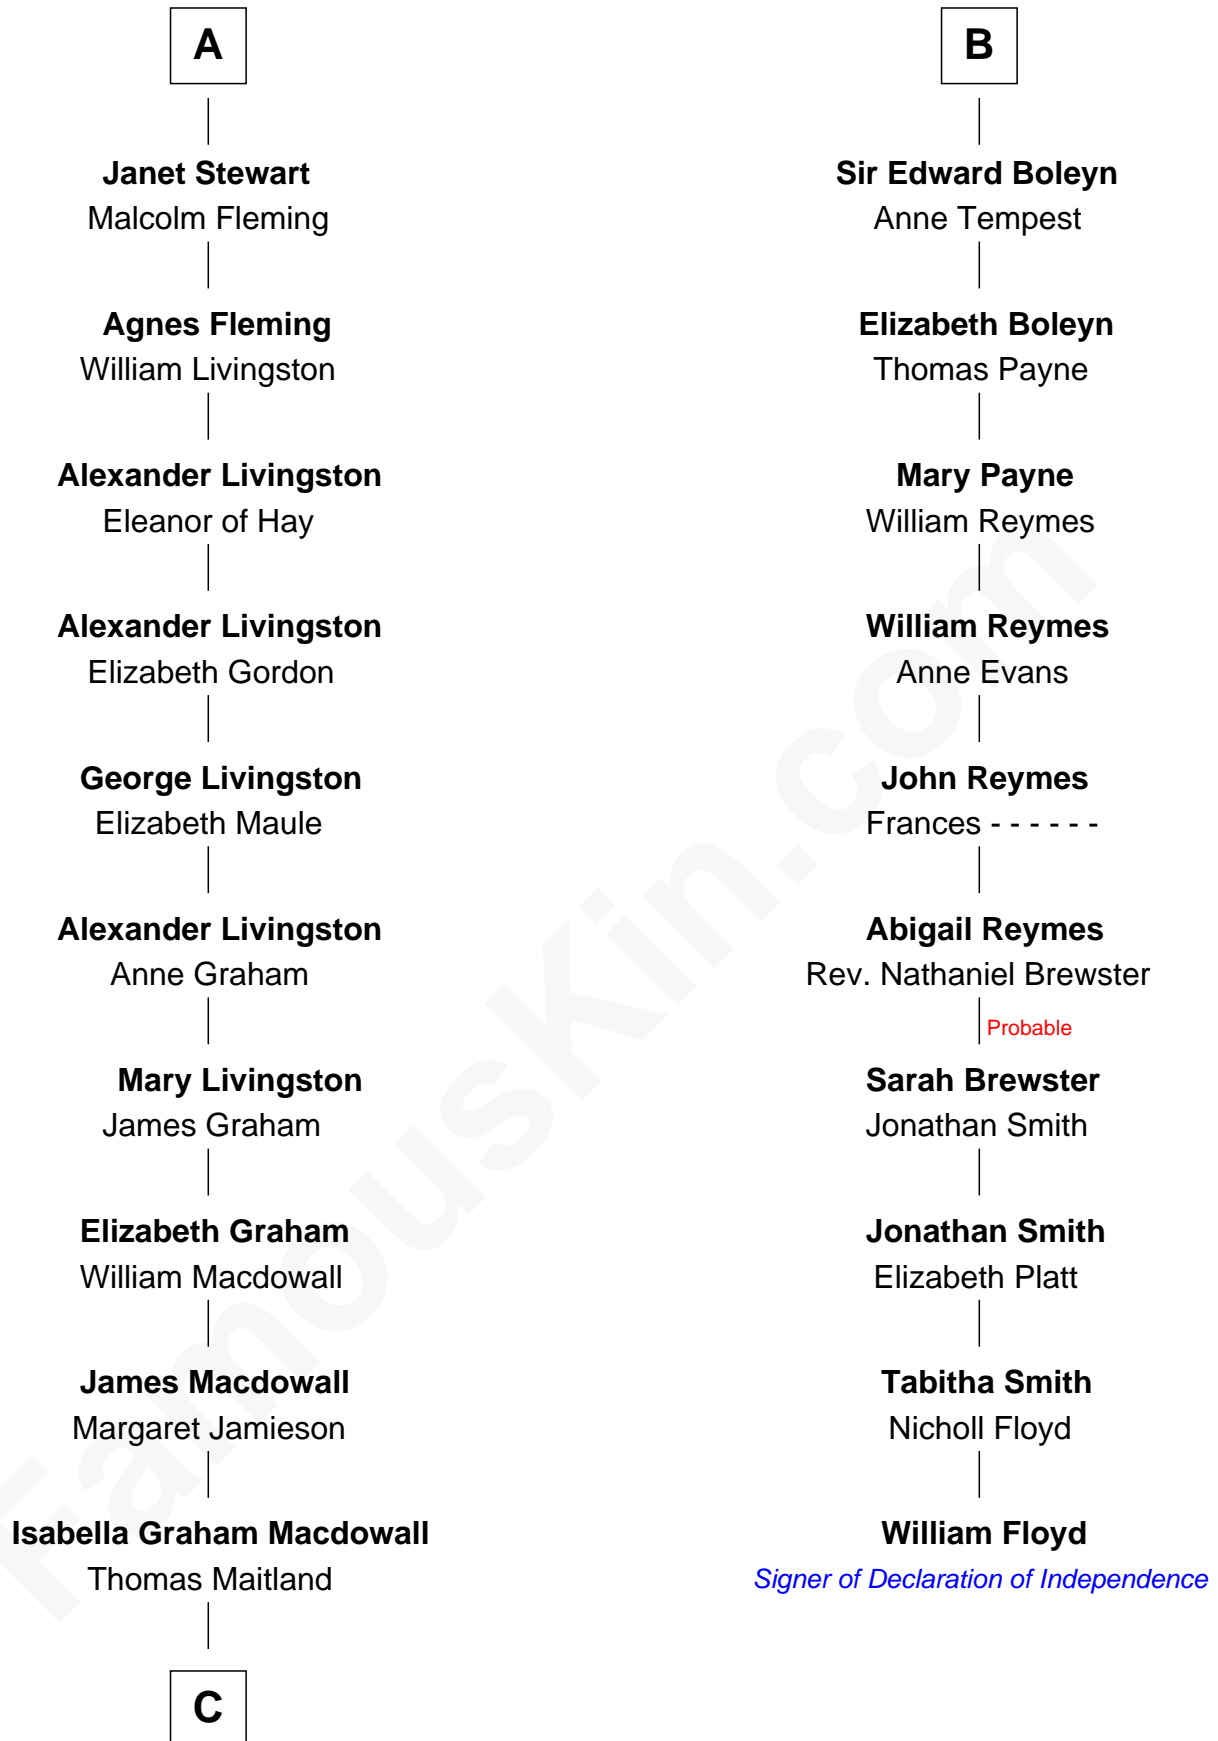 A
Janet Stewart
Malcolm Fleming
Agnes Fleming
William Livingston
Alexander Livingston
Eleanor of Hay
Alexander Livingston
Elizabeth Gordon
George Livingston
Elizabeth Maule
Alexander Livingston
Anne Graham
Mary Livingston
James Graham
Elizabeth Graham
William Macdowall
James Macdowall
Margaret Jamieson
Isabella Graham Macdowall
Thomas Maitland
C
B
Sir Edward Boleyn
Anne Tempest
Elizabeth Boleyn
Thomas Payne
Mary Payne
William Reymes
William Reymes
Anne Evans
John Reymes
Frances - - - - - -
Abigail Reymes
Rev. Nathaniel Brewster
Probable
Sarah Brewster
Jonathan Smith
Jonathan Smith
Elizabeth Platt
Tabitha Smith
Nicholl Floyd
William Floyd
Signer of Declaration of Independence
FamousKin.com